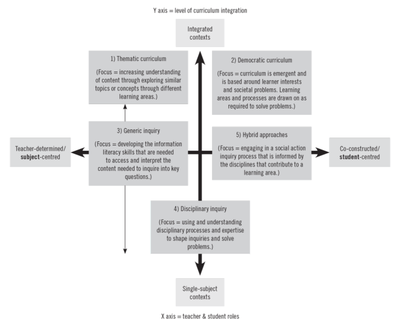 Y axis = level of curriculum integration
Integrated
contexts
1) Thematic curriculum
(Focus = increasing understanding
of content through exploring similar
topics or concepts through different
learning areas.)
2) Democratic curriculum
(Focus = curriculum is emergent and
is based around learner interests
and societal problems. Learning
areas and processes are drawn on as
required to solve problems.)
Teacher-determined/
subject-centred
3) Generic inquiry
(Focus = developing the information
literacy skills that are needed
to access and interpret the
content needed to inquire into key
questions.)
5) Hybrid approaches
(Focus = engaging in a social action
inquiry process that is informed by
the disciplines that contribute to a
learning area.)
Co-constructed/
student-centred
4) Disciplinary inquiry
(Focus = using and understanding
disciplinary processes and expertise
to shape inquiries and solve
problems.)
Single-subject
contexts
X axis = teacher & student roles